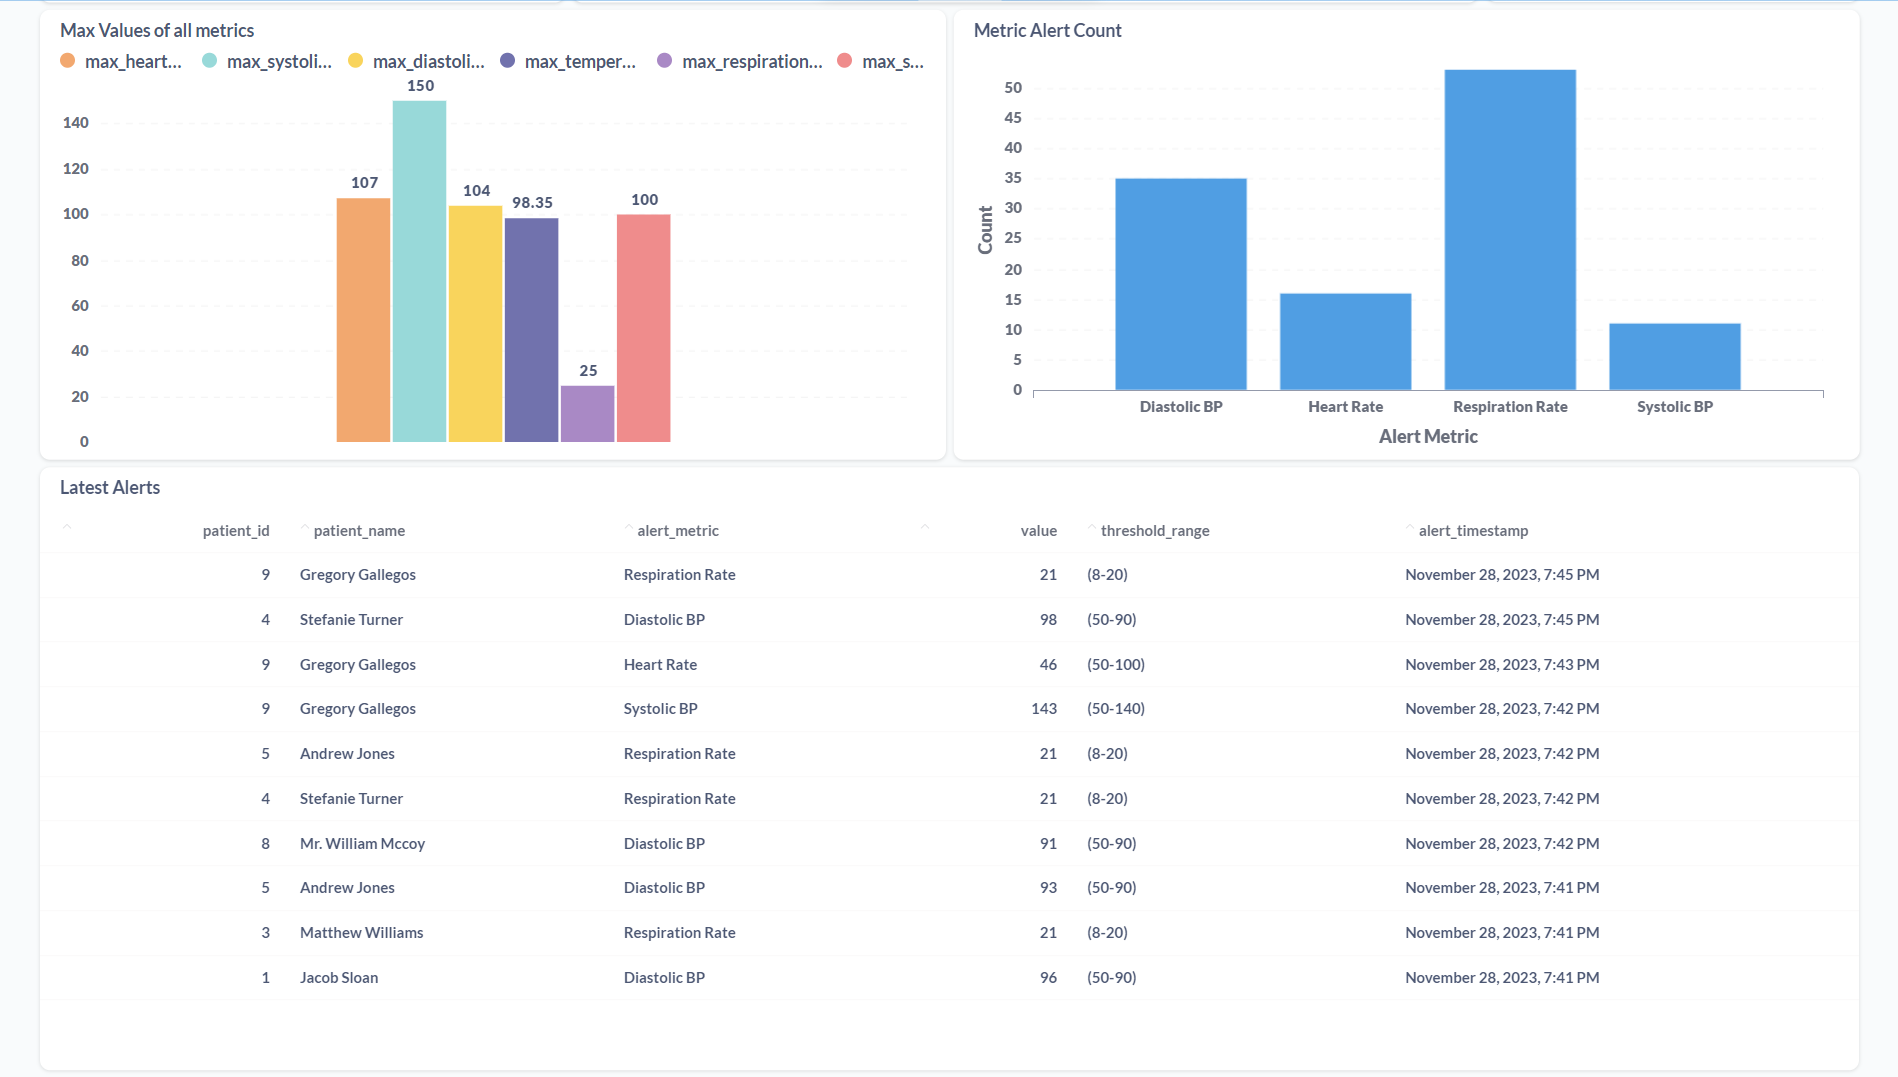 Max Values of all metrics
max_heart... max_systoli... max_diastoli... max_temper... max_respiration... max_s...
150
140
120
107
104
98.35
100
100
80
60
40
25
20
0
Metric Alert Count
50
45
40
35
30
25
20
15
10
5
0
Count
Diastolic BP Heart Rate Respiration Rate Systolic BP
Alert Metric
Latest Alerts
patient_id patient_name alert_metric value threshold_range alert_timestamp
9 Gregory Gallegos Respiration Rate 21 (8-20) November 28, 2023, 7:45 PM
4 Stefanie Turner Diastolic BP 98 (50-90) November 28, 2023, 7:45 PM
9 Gregory Gallegos Heart Rate 46 (50-100) November 28, 2023, 7:43 PM
9 Gregory Gallegos Systolic BP 143 (50-140) November 28, 2023, 7:42 PM
5 Andrew Jones Respiration Rate 21 (8-20) November 28, 2023, 7:42 PM
4 Stefanie Turner Respiration Rate 21 (8-20) November 28, 2023, 7:42 PM
8 Mr. William Mccoy Diastolic BP 91 (50-90) November 28, 2023, 7:42 PM
5 Andrew Jones Diastolic BP 93 (50-90) November 28, 2023, 7:41 PM
3 Matthew Williams Respiration Rate 21 (8-20) November 28, 2023, 7:41 PM
1 Jacob Sloan Diastolic BP 96 (50-90) November 28, 2023, 7:41 PM